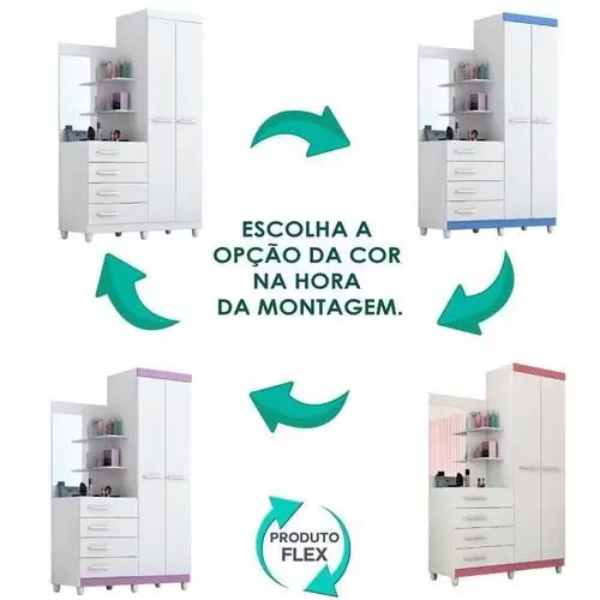 ESCOLHA A
OPÇÃO DA COR
NA HORA
DA MONTAGEM.
PRODUTO
FLEX